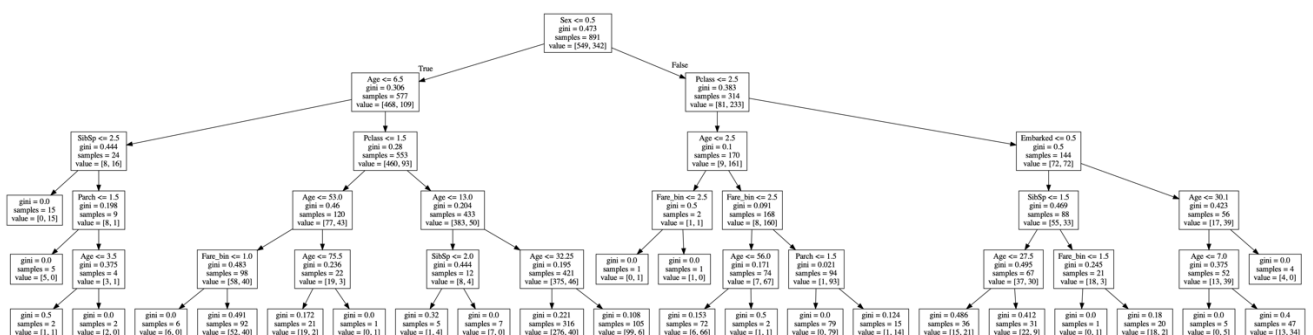 Sex <= 0.5
gini = 0.473
samples = 891
value = [549, 342]
True
False
Age <= 6.5
gini = 0.306
samples = 577
value = [468, 109]
Pclass <= 2.5
gini = 0.383
samples = 314
value = [81, 233]
SibSp <= 2.5
gini = 0.444
samples = 24
value = [8, 16]
Pclass <= 1.5
gini = 0.28
samples = 553
value = [460, 93]
Age <= 2.5
gini = 0.1
samples = 170
value = [9, 161]
Embarked <= 0.5
gini = 0.5
samples = 144
value = [72, 72]
gini = 0.0
samples = 15
value = [0, 15]
Parch <= 1.5
gini = 0.198
samples = 9
value = [8, 1]
Age <= 53.0
gini = 0.46
samples = 120
value = [77, 43]
Age <= 13.0
gini = 0.204
samples = 433
value = [383, 50]
Fare_bin <= 2.5
gini = 0.5
samples = 2
value = [1, 1]
Fare_bin <= 2.5
gini = 0.091
samples = 168
value = [8, 160]
SibSp <= 1.5
gini = 0.469
samples = 88
value = [55, 33]
Age <= 30.1
gini = 0.423
samples = 56
value = [17, 39]
gini = 0.0
samples = 5
value = [5, 0]
Age <= 3.5
gini = 0.375
samples = 4
value = [3, 1]
Fare_bin <= 1.0
gini = 0.483
samples = 98
value = [58, 40]
Age <= 75.5
gini = 0.236
samples = 22
value = [19, 3]
SibSp <= 2.0
gini = 0.444
samples = 12
value = [8, 4]
Age <= 32.25
gini = 0.195
samples = 421
value = [375, 46]
gini = 0.0
samples = 1
value = [0, 1]
gini = 0.0
samples = 1
value = [1, 0]
Age <= 56.0
gini = 0.171
samples = 74
value = [7, 67]
Parch <= 1.5
gini = 0.021
samples = 94
value = [1, 93]
Age <= 27.5
gini = 0.495
samples = 67
value = [37, 30]
Fare_bin <= 1.5
gini = 0.245
samples = 21
value = [18, 3]
Age <= 7.0
gini = 0.375
samples = 52
value = [13, 39]
gini = 0.0
samples = 4
value = [4, 0]
gini = 0.5
samples = 2
value = [1, 1]
gini = 0.0
samples = 2
value = [2, 0]
gini = 0.0
samples = 6
value = [6, 0]
gini = 0.491
samples = 92
value = [52, 40]
gini = 0.172
samples = 21
value = [19, 2]
gini = 0.0
samples = 1
value = [0, 1]
gini = 0.32
samples = 5
value = [1, 4]
gini = 0.0
samples = 7
value = [7, 0]
gini = 0.221
samples = 316
value = [276, 40]
gini = 0.108
samples = 105
value = [99, 6]
gini = 0.153
samples = 72
value = [6, 66]
gini = 0.5
samples = 2
value = [1, 1]
gini = 0.0
samples = 79
value = [0, 79]
gini = 0.124
samples = 15
value = [1, 14]
gini = 0.486
samples = 36
value = [15, 21]
gini = 0.412
samples = 31
value = [22, 9]
gini = 0.0
samples = 1
value = [0, 1]
gini = 0.18
samples = 20
value = [18, 2]
gini = 0.0
samples = 5
value = [0, 5]
gini = 0.4
samples = 47
value = [13, 34]